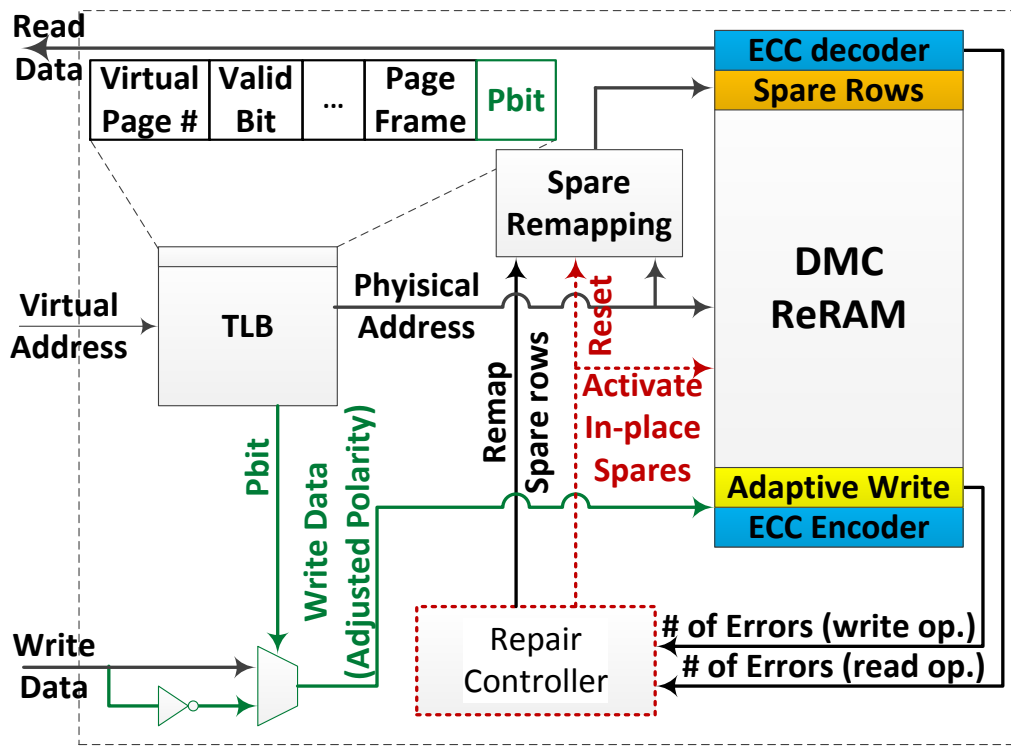 Read
Data
ECC decoder
Spare Rows
Virtual
Page #
Valid
Bit
...
Page
Frame
Pbit
Spare
Remapping
DMC
ReRAM
Virtual
Address
TLB
Phyisical
Address
Reset
Remap
Spare rows
Activate
In-place
Spares
Pbit
Write Data
(Adjusted Polarity)
Adaptive Write
ECC Encoder
Write
Data
Repair
Controller
# of Errors (write op.)
# of Errors (read op.)